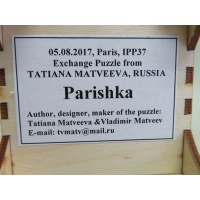 05.08.2017, Paris, IPP37
Exchange Puzzle from
TATIANA MATVEEVA, RUSSIA
Parishka
Author, designer, maker of the puzzle:
Tatiana Matveeva &Vladimir Matveev
E-mail: tvmatv@mail.ru